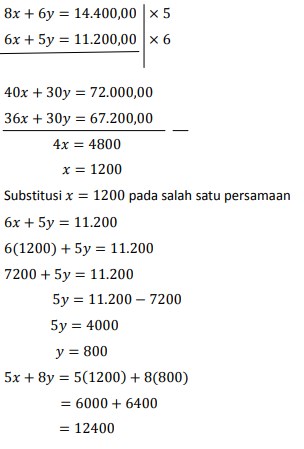 8x + 6y = 14.400,00 | × 5
6x + 5y = 11.200,00 | × 6
40x + 30y = 72.000,00
36x + 30y = 67.200,00 —
4x = 4800
x = 1200
Substitusi x = 1200 pada salah satu persamaan
6x + 5y = 11.200
6(1200) + 5y = 11.200
7200 + 5y = 11.200
5y = 11.200 − 7200
5y = 4000
y = 800
5x + 8y = 5(1200) + 8(800)
= 6000 + 6400
= 12400